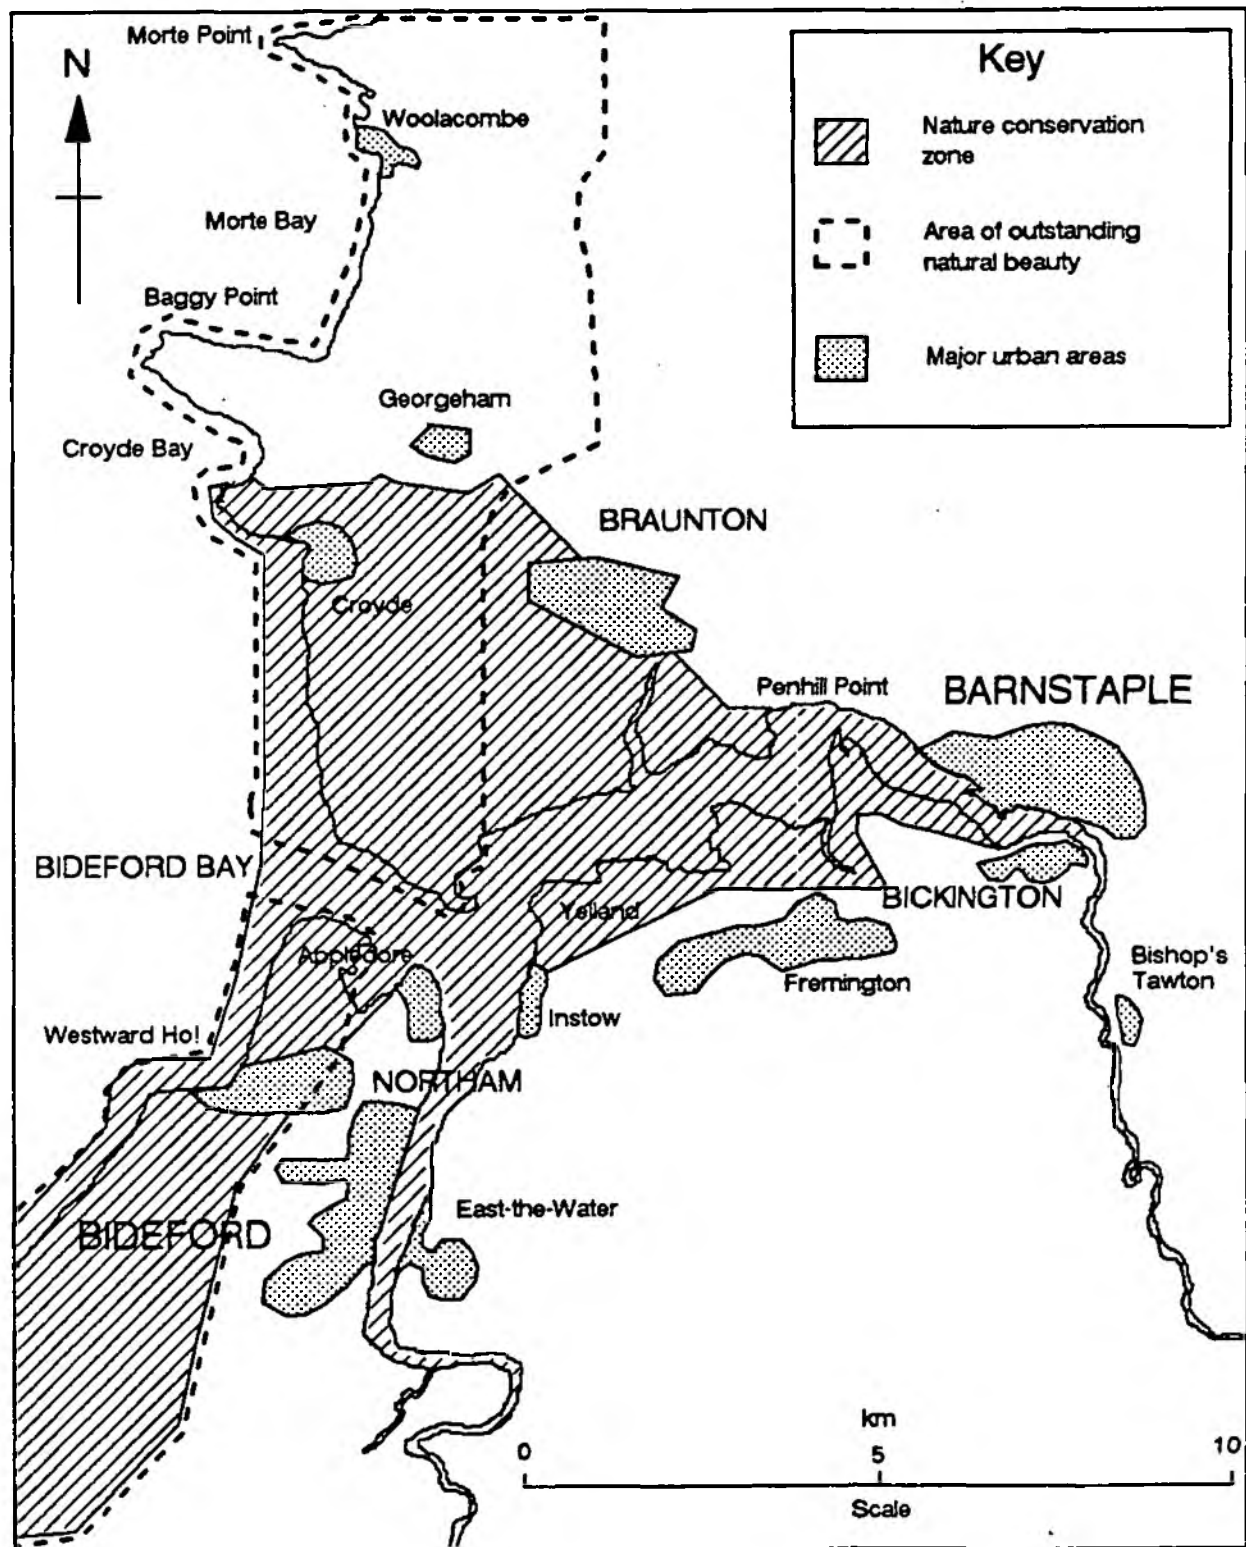 Morte Point
N
Woolacombe
Morte Bay
Baggy Point
Georgeham
Croyde Bay
Key
Nature conservation
zone
Area of outstanding
natural beauty
Major urban areas
BRAUNTON
Croyde
Penhill Point
BARNSTAPLE
BIDEFORD BAY
Yelland
BICKINGTON
Appledore
Fremington
Bishop's
Tawton
Instow
Westward Ho!
NORTHAM
East-the-Water
BIDEFORD
km
0
5
10
Scale